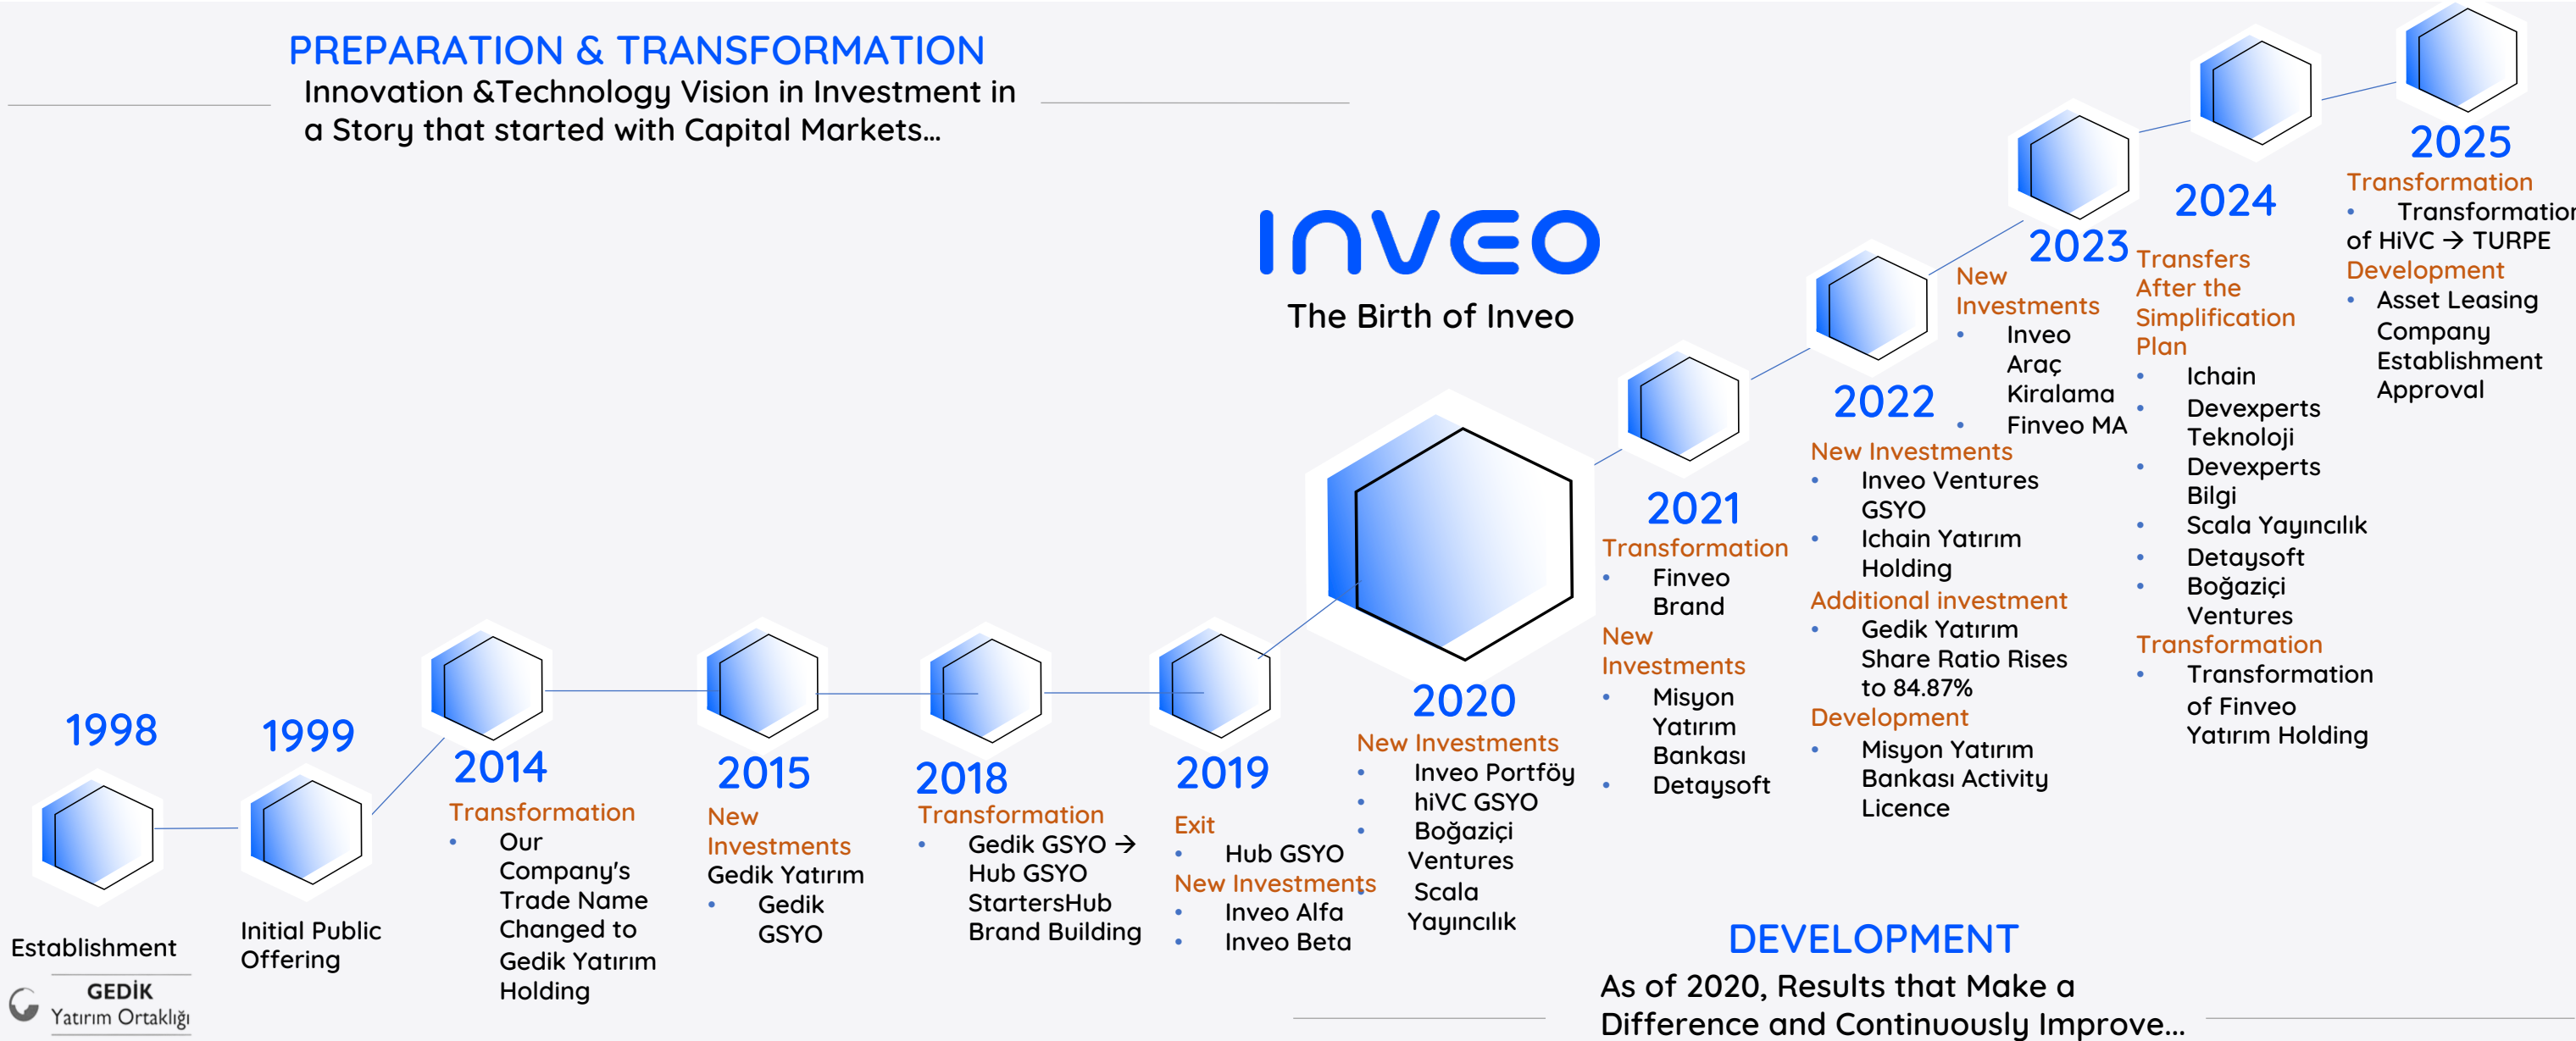 PREPARATION & TRANSFORMATION
Innovation &Technology Vision in Investment in
a Story that started with Capital Markets...
INVEO
The Birth of Inveo
1998
Establishment
GEDİK
Yatırım Ortaklığı
1999
Initial Public
Offering
2014
Transformation
• Our
Company's
Trade Name
Changed to
Gedik Yatırım
Holding
2015
New
Investments
Gedik Yatırım
• Gedik
GSYO
2018
Transformation
• Gedik GSYO →
Hub GSYO
StartersHub
Brand Building
2019
Exit
• Hub GSYO
New Investments
• Inveo Alfa
• Inveo Beta
2020
New Investments
• Inveo Portföy
• hiVC GSYO
• Boğaziçi
Ventures
• Scala
Yayıncılık
2021
Transformation
• Finveo
Brand
New
Investments
• Misyon
Yatırım
Bankası
• Detaysoft
2022
New Investments
• Inveo Ventures
GSYO
• Ichain Yatırım
Holding
Additional investment
• Gedik Yatırım
Share Ratio Rises
to 84.87%
Development
• Misyon Yatırım
Bankası Activity
Licence
2023
New
Investments
• Inveo
Araç
Kiralama
• Finveo MA
2024
Transfers
After the
Simplification
Plan
• Ichain
• Devexperts
Teknoloji
• Devexperts
Bilgi
• Scala Yayıncılık
• Detaysoft
• Boğaziçi
Ventures
Transformation
• Transformation
of Finveo
Yatırım Holding
2025
Transformation
• Transformation
of HiVC → TURPE
Development
• Asset Leasing
Company
Establishment
Approval
DEVELOPMENT
As of 2020, Results that Make a
Difference and Continuously Improve...